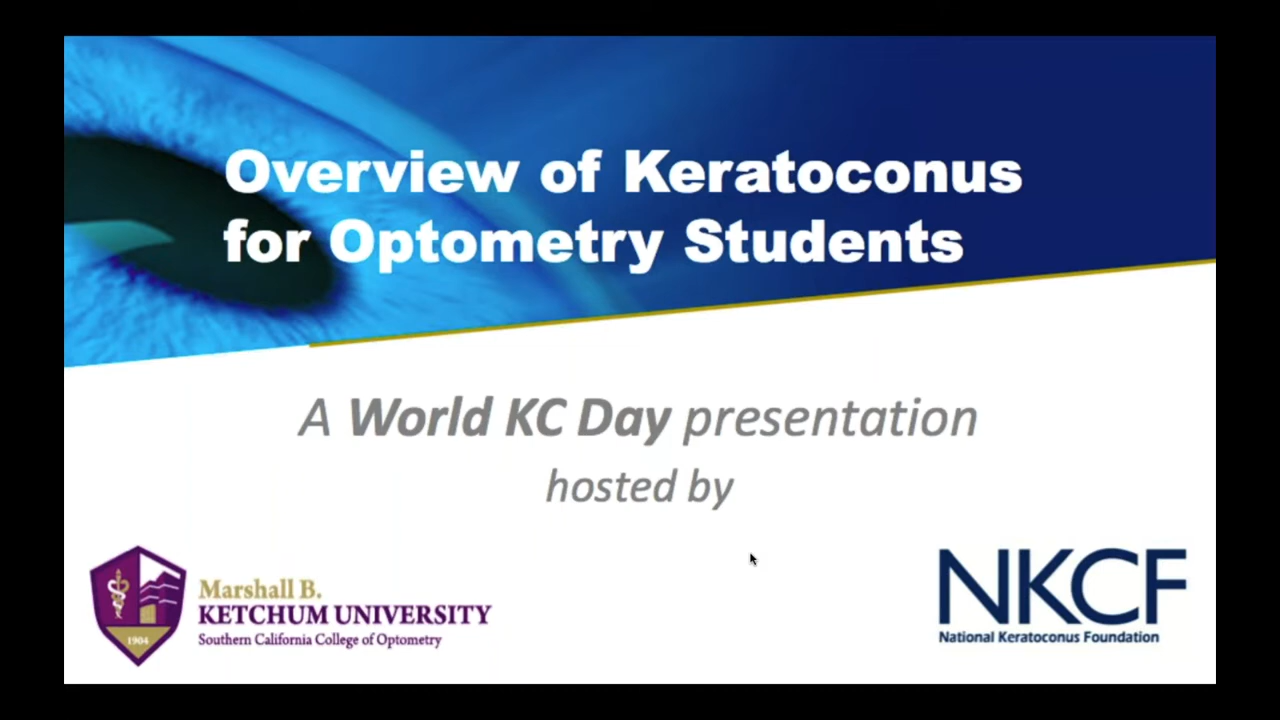 Overview of Keratoconus
for Optometry Students
A World KC Day presentation
hosted by
Marshall B.
KETCHUM UNIVERSITY
Southern California College of Optometry
1904
NKCF
National Keratoconus Foundation